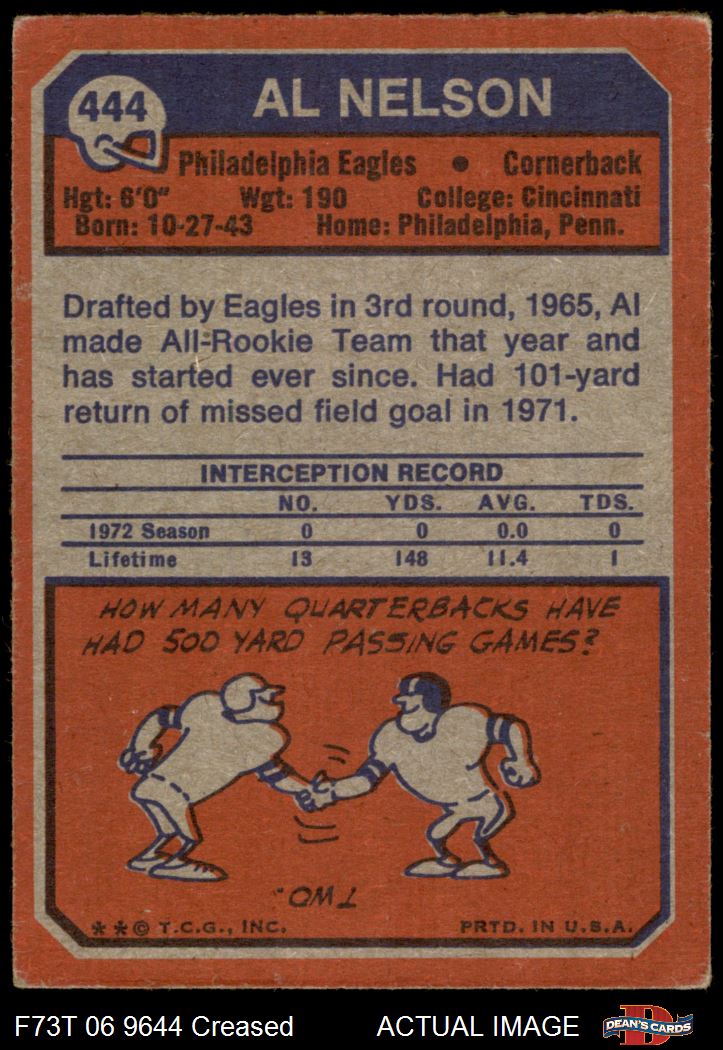 444
AL NELSON
Philadelphia Eagles • Cornerback
Hgt: 6'0" Wgt: 190 College: Cincinnati
Born: 10-27-43 Home: Philadelphia, Penn.
Drafted by Eagles in 3rd round, 1965, Al
made All-Rookie Team that year and
has started ever since. Had 101-yard
return of missed field goal in 1971.
INTERCEPTION RECORD
NO. YDS. AVG. TDS.
1972 Season 0 0 0.0 0
Lifetime 13 148 11.4 1
HOW MANY QUARTERBACKS HAVE
HAD 500 YARD PASSING GAMES?
TWO.
* * © T.C.G., INC. PRTD. IN U.S.A.
F73T 06 9644 Creased ACTUAL IMAGE
D
DEAN'S CARDS